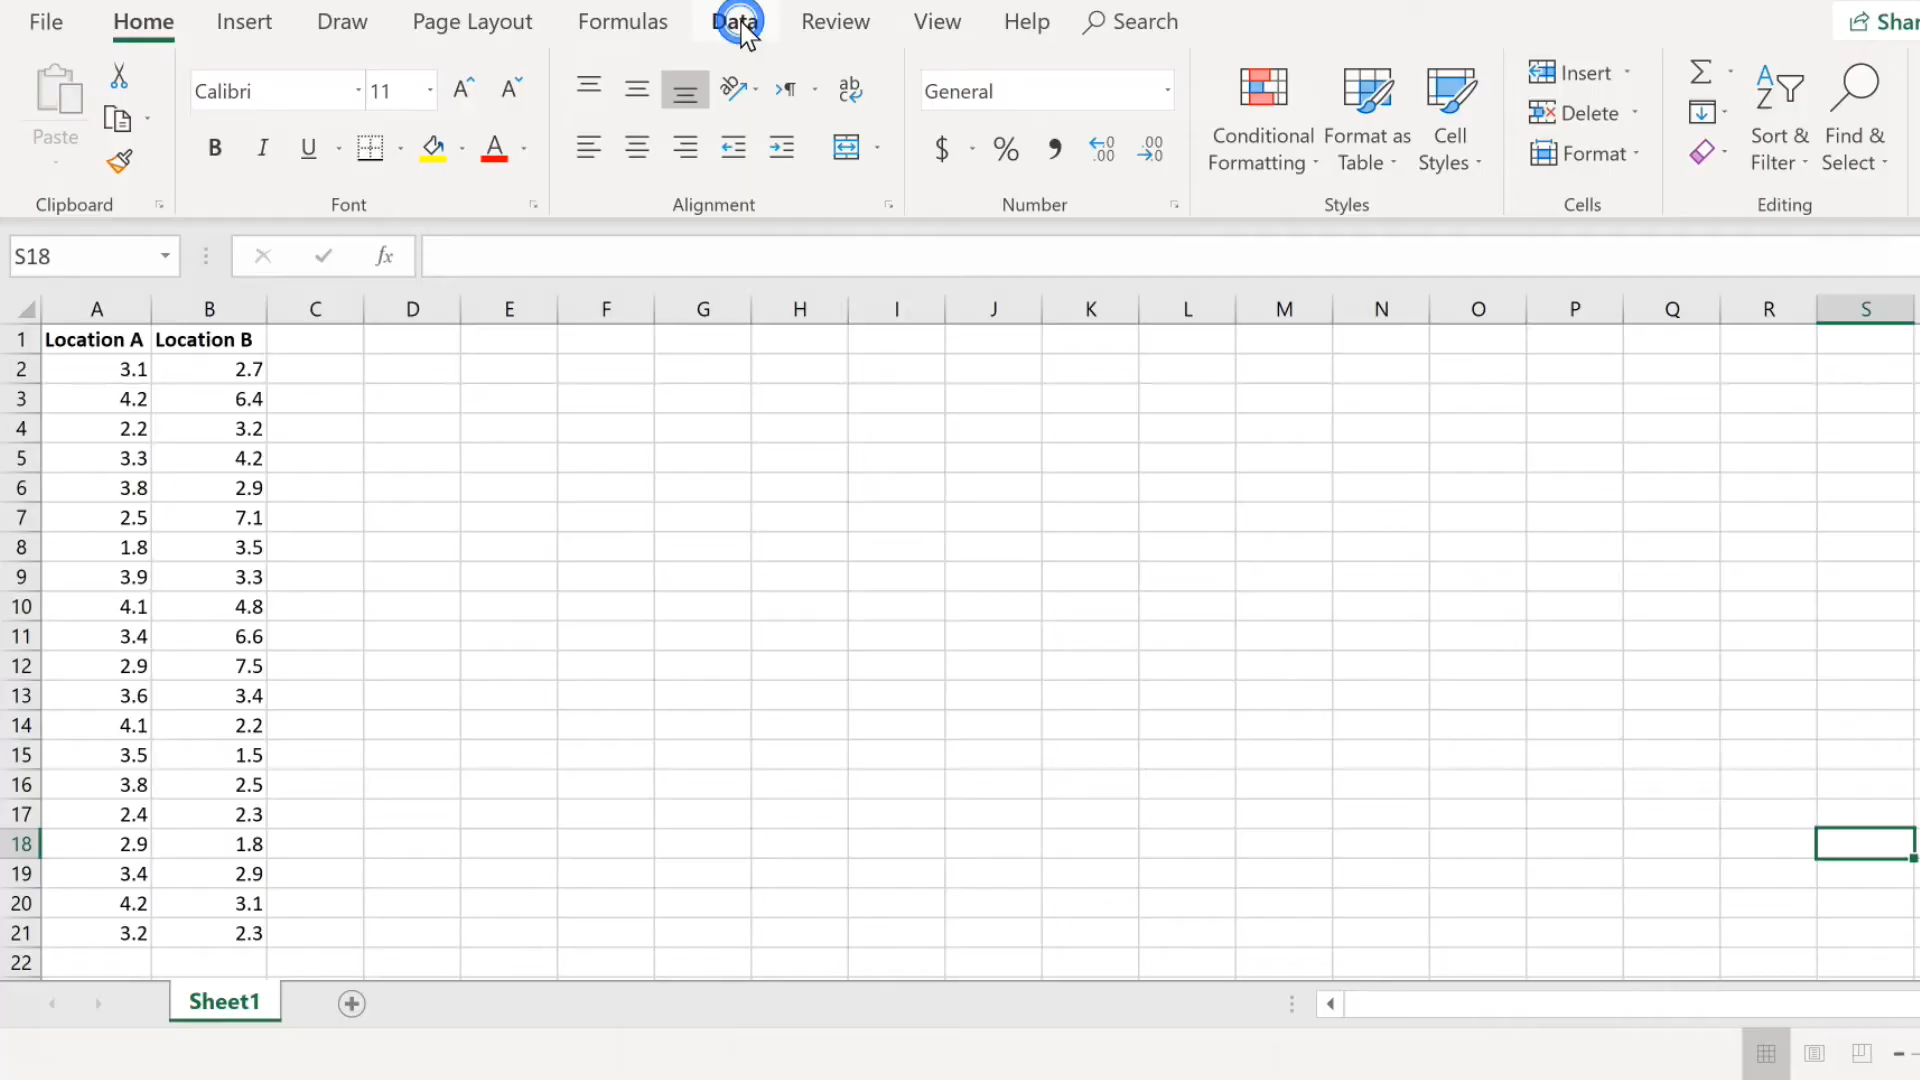 File Home Insert Draw Page Layout Formulas Data Review View Help Search
Calibri 11 ab General Insert
Paste Conditional Format as Cell Delete Sort & Find &
B I U A $ % , .00 .00 Formatting Table Styles Format Filter Select
Clipboard Font Alignment Number Styles Cells Editing
S18 fx
A B C D E F G H I J K L M N O P Q R S
1 Location A Location B
2 3.1 2.7
3 4.2 6.4
4 2.2 3.2
5 3.3 4.2
6 3.8 2.9
7 2.5 7.1
8 1.8 3.5
9 3.9 3.3
10 4.1 4.8
11 3.4 6.6
12 2.9 7.5
13 3.6 3.4
14 4.1 2.2
15 3.5 1.5
16 3.8 2.5
17 2.4 2.3
18 2.9 1.8
19 3.4 2.9
20 4.2 3.1
21 3.2 2.3
22
Sheet1